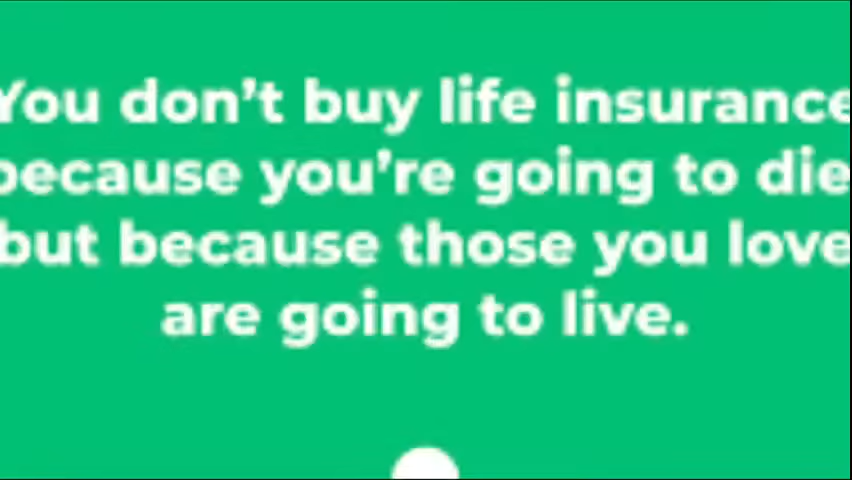 You don't buy life insurance
because you're going to die
but because those you love
are going to live.